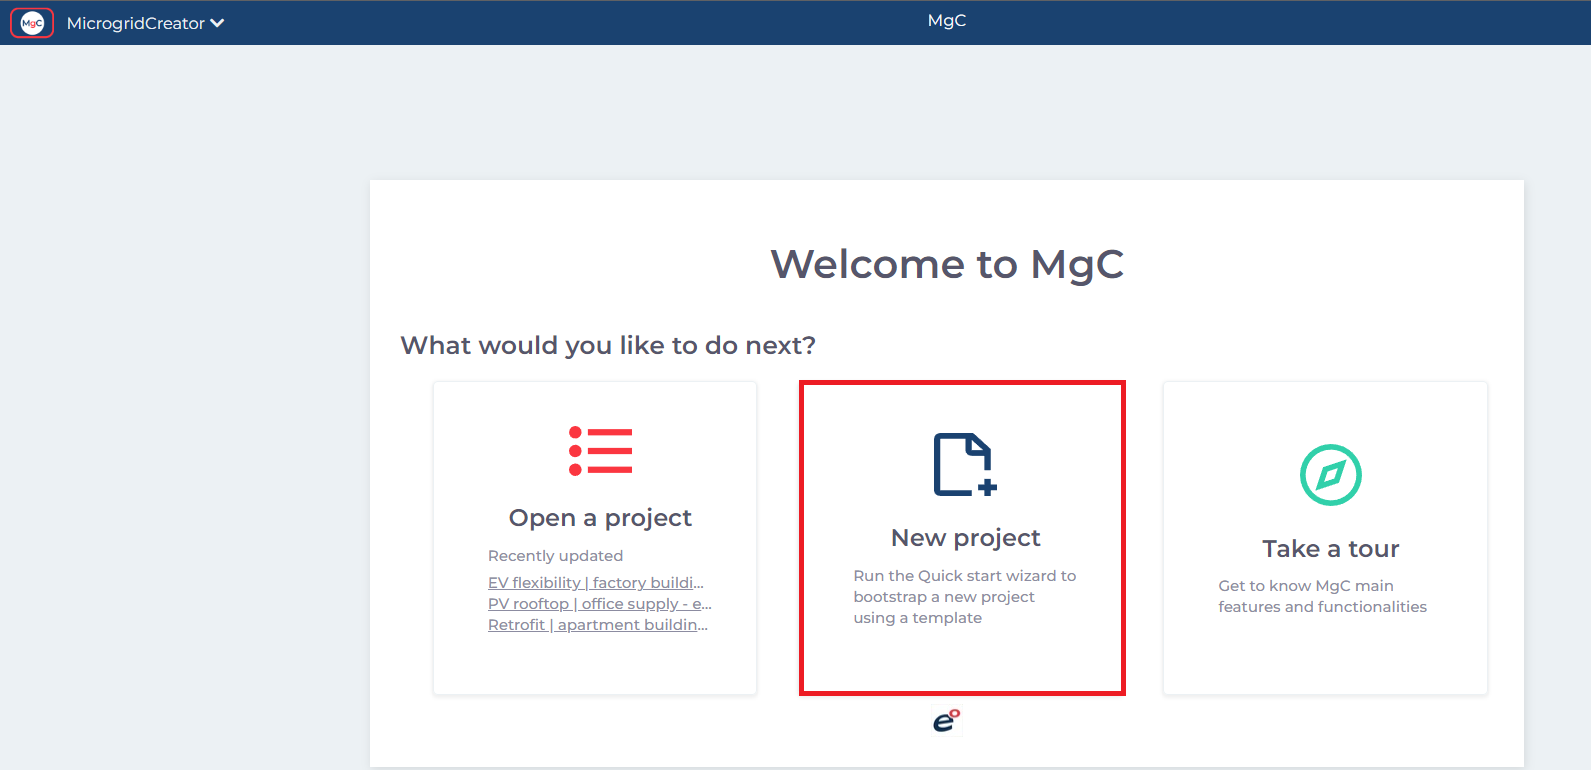 MgC MicrogridCreator MgC
Welcome to MgC
What would you like to do next?
Open a project
Recently updated
EV flexibility | factory buildi...
PV rooftop | office supply - e...
Retrofit | apartment buildin...
New project
Run the Quick start wizard to
bootstrap a new project
using a template
Take a tour
Get to know MgC main
features and functionalities
e°